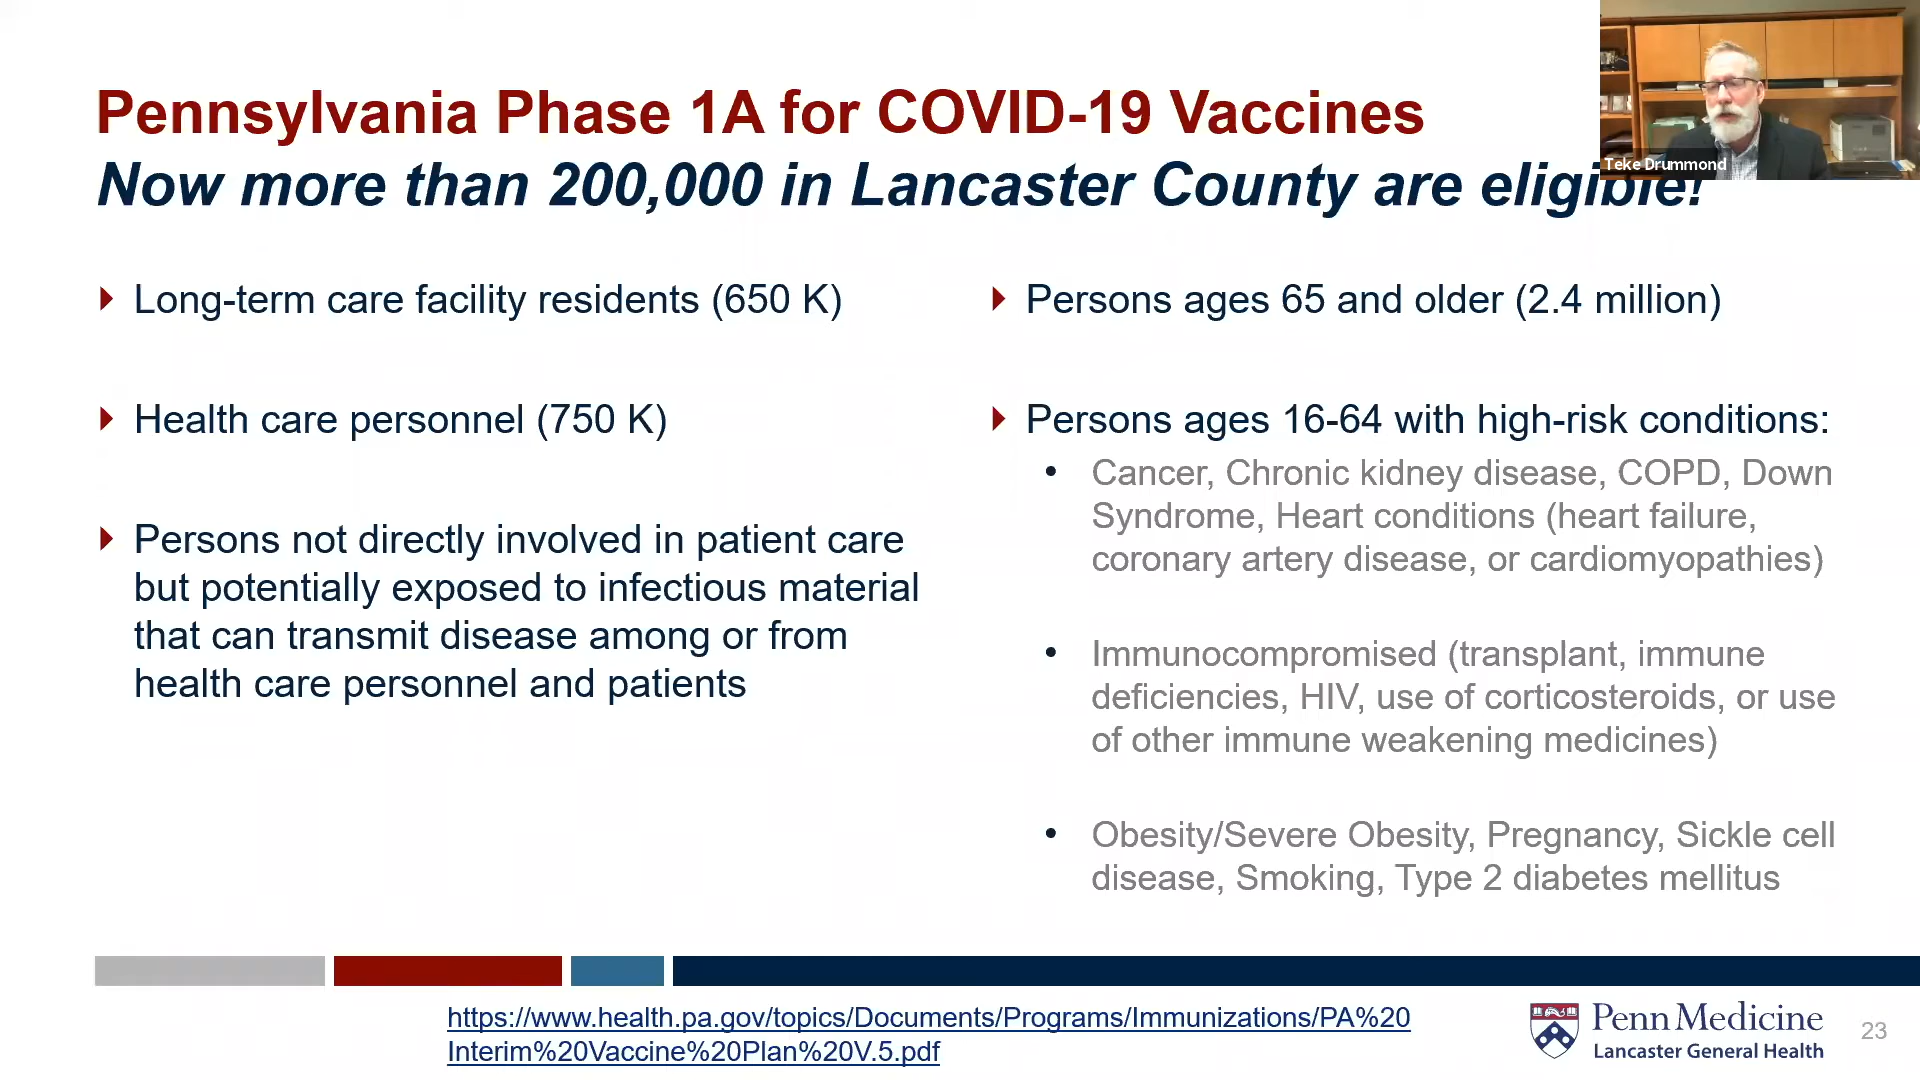 Pennsylvania Phase 1A for COVID-19 Vaccines
Now more than 200,000 in Lancaster County are eligible!
Teke Drummond
Long-term care facility residents (650 K)
Health care personnel (750 K)
Persons not directly involved in patient care
but potentially exposed to infectious material
that can transmit disease among or from
health care personnel and patients
Persons ages 65 and older (2.4 million)
Persons ages 16-64 with high-risk conditions:
Cancer, Chronic kidney disease, COPD, Down
Syndrome, Heart conditions (heart failure,
coronary artery disease, or cardiomyopathies)
Immunocompromised (transplant, immune
deficiencies, HIV, use of corticosteroids, or use
of other immune weakening medicines)
Obesity/Severe Obesity, Pregnancy, Sickle cell
disease, Smoking, Type 2 diabetes mellitus
https://www.health.pa.gov/topics/Documents/Programs/Immunizations/PA%20
Interim%20Vaccine%20Plan%20V.5.pdf
Penn Medicine
Lancaster General Health
23